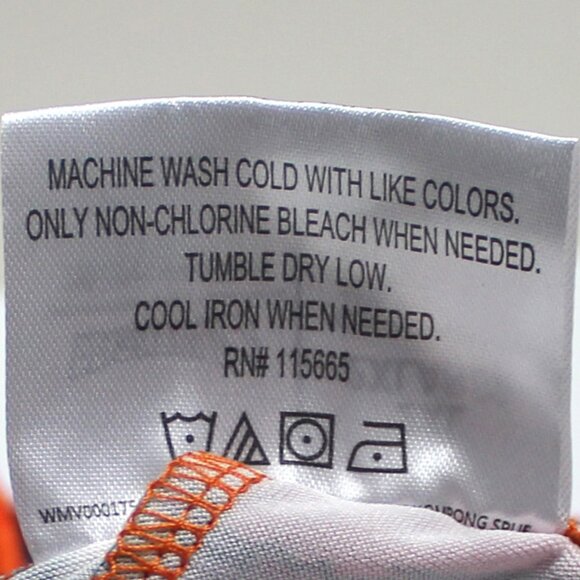 MACHINE WASH COLD WITH LIKE COLORS.
ONLY NON-CHLORINE BLEACH WHEN NEEDED.
TUMBLE DRY LOW.
COOL IRON WHEN NEEDED.
RN# 115665